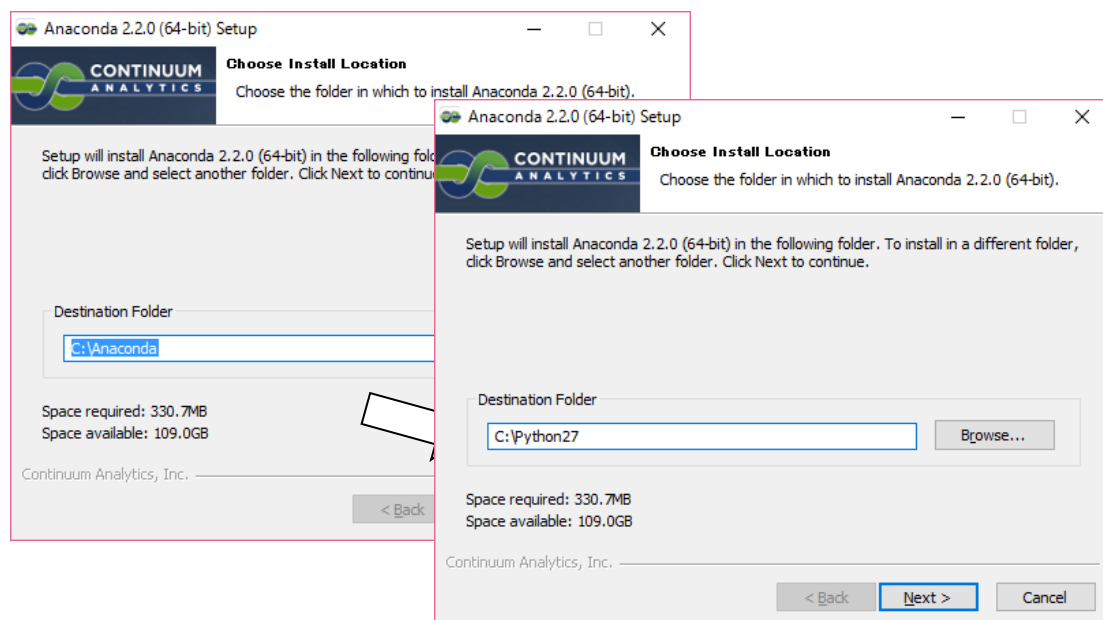 Anaconda 2.2.0 (64-bit) Setup
CONTINUUM
ANALYTICS
Choose Install Location
Choose the folder in which to install Anaconda 2.2.0 (64-bit).
Setup will install Anaconda 2.2.0 (64-bit) in the following
click Browse and select another folder. Click Next to
Destination Folder
C:\Anaconda
Space required: 330.7MB
Space available: 109.0GB
Continuum Analytics, Inc.
< Back
Anaconda 2.2.0 (64-bit) Setup
CONTINUUM
ANALYTICS
Choose Install Location
Choose the folder in which to install Anaconda 2.2.0 (64-bit).
Setup will install Anaconda 2.2.0 (64-bit) in the following folder. To install in a different folder,
click Browse and select another folder. Click Next to continue.
Destination Folder
C:\Python27
Browse...
Space required: 330.7MB
Space available: 109.0GB
Continuum Analytics, Inc.
< Back
Next >
Cancel